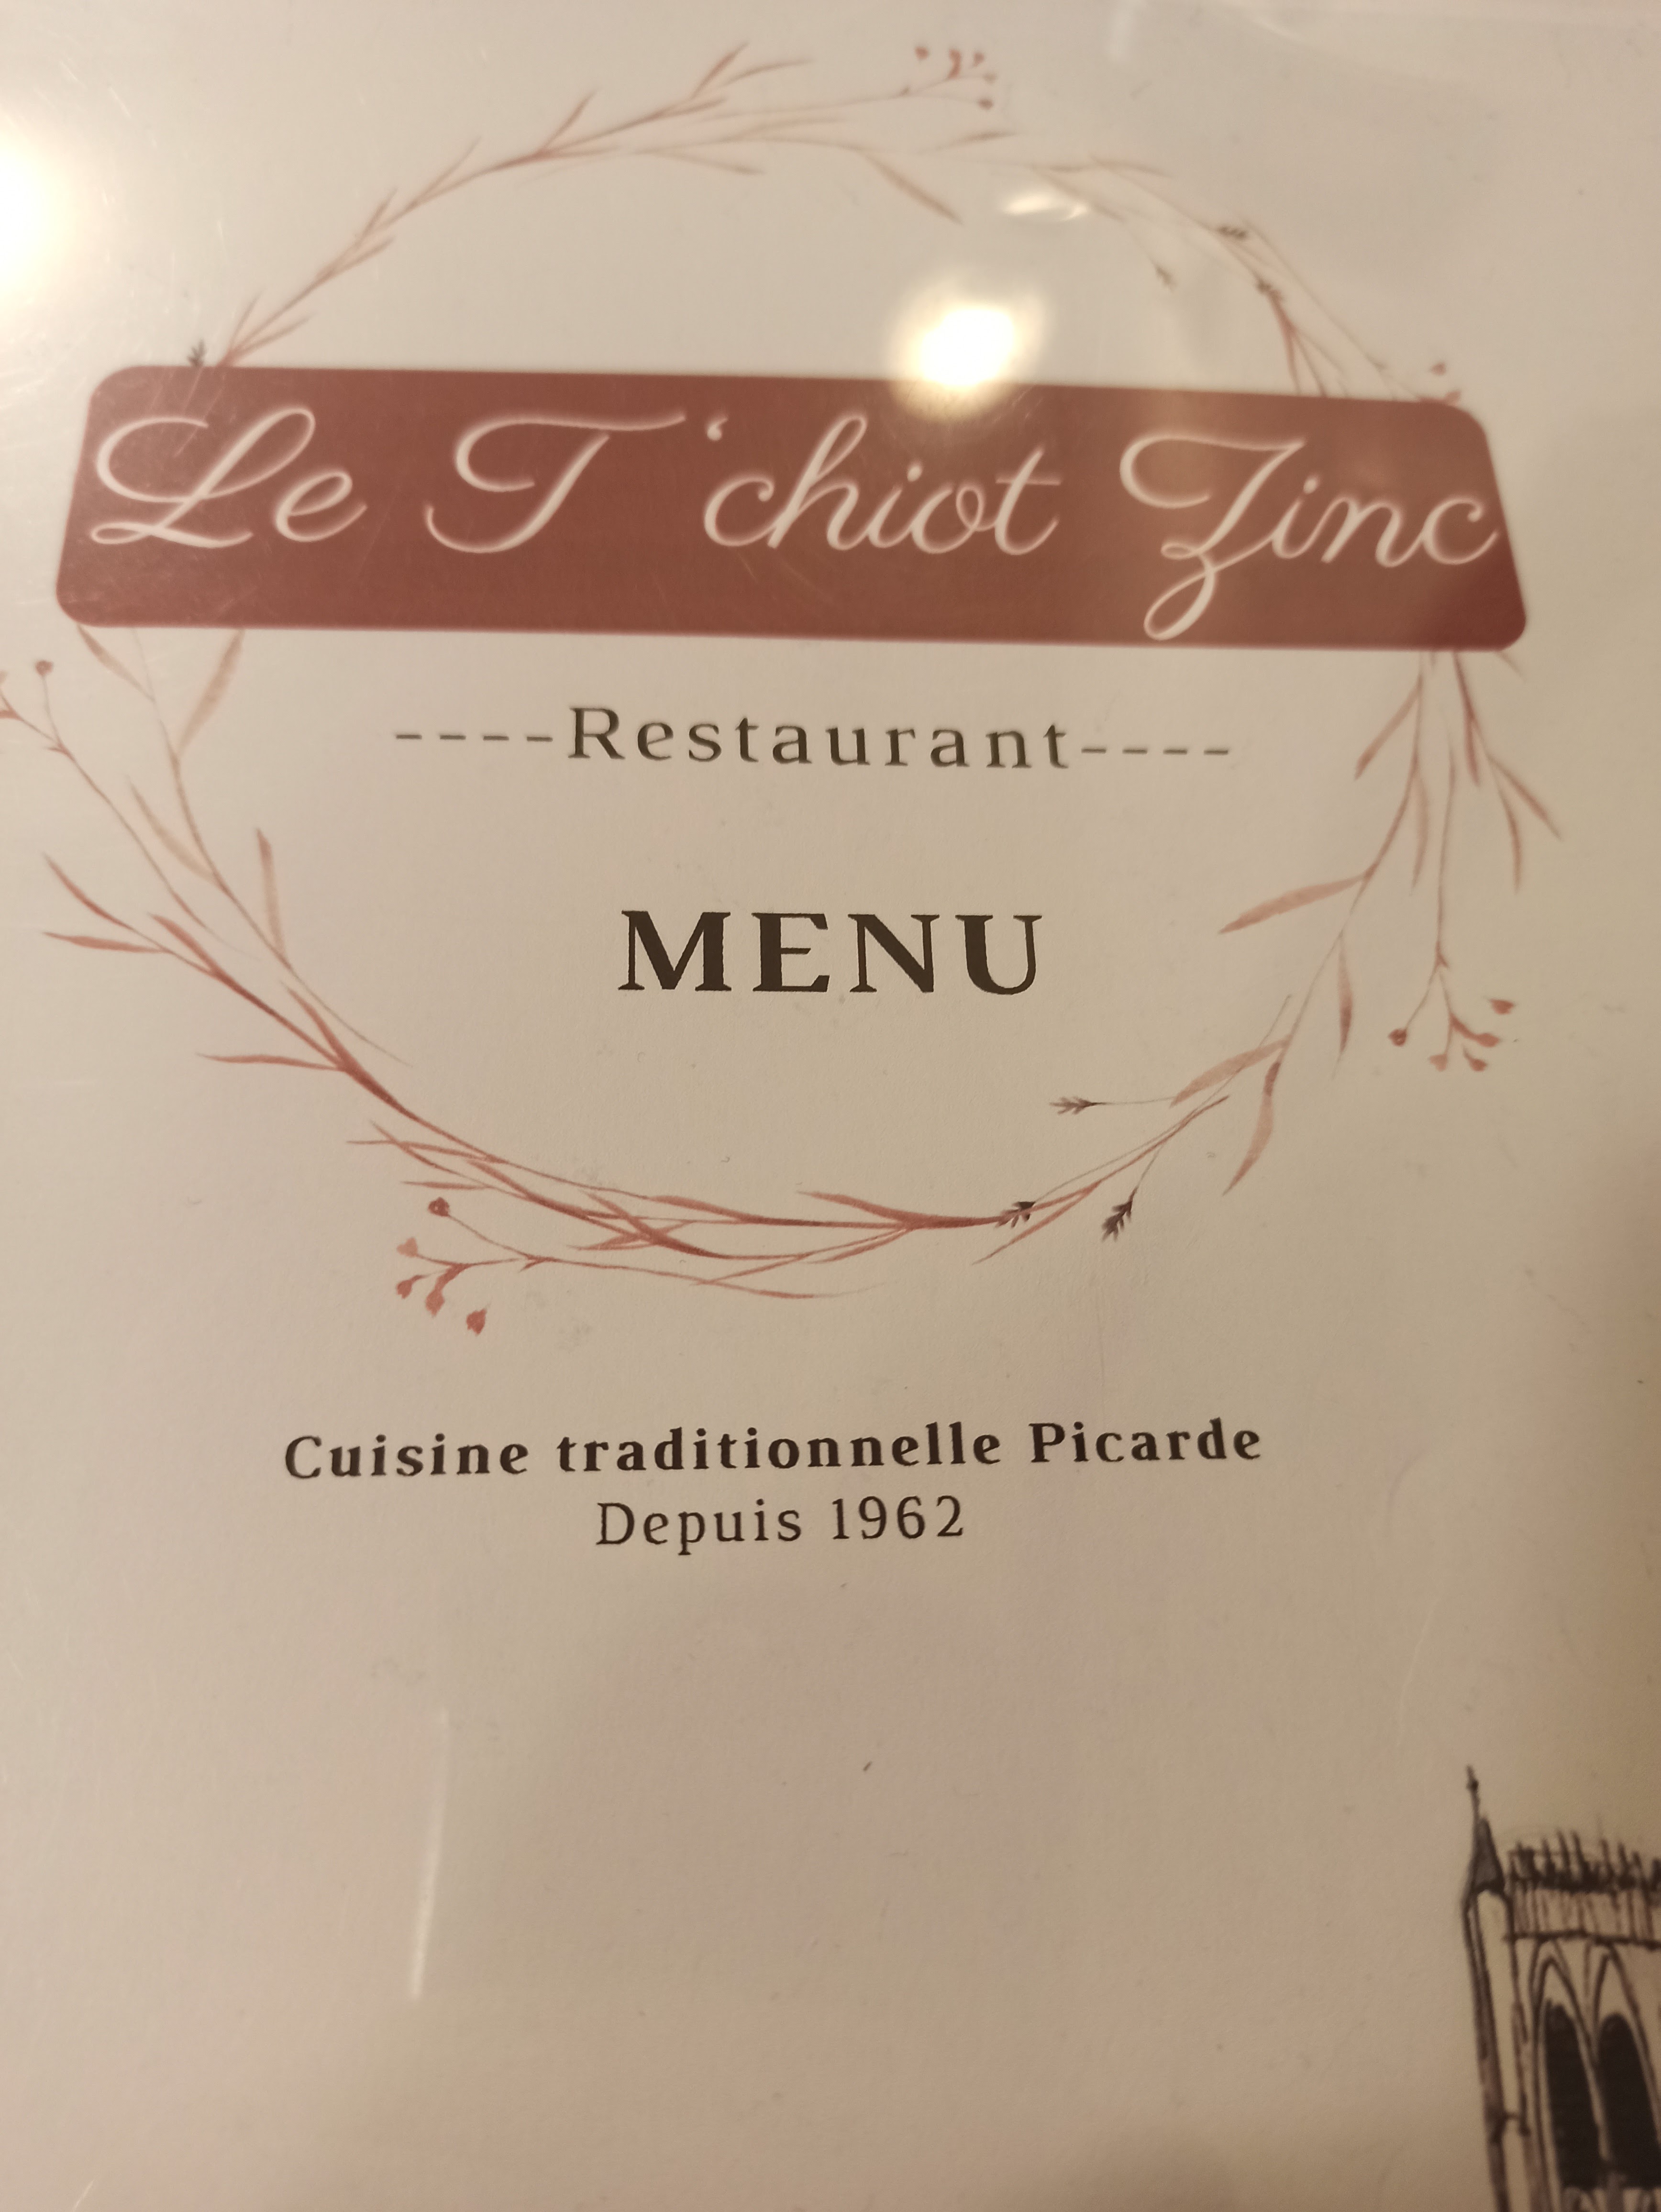 Le T 'chiot Zinc
----Restaurant----
MENU
Cuisine traditionnelle Picarde
Depuis 1962